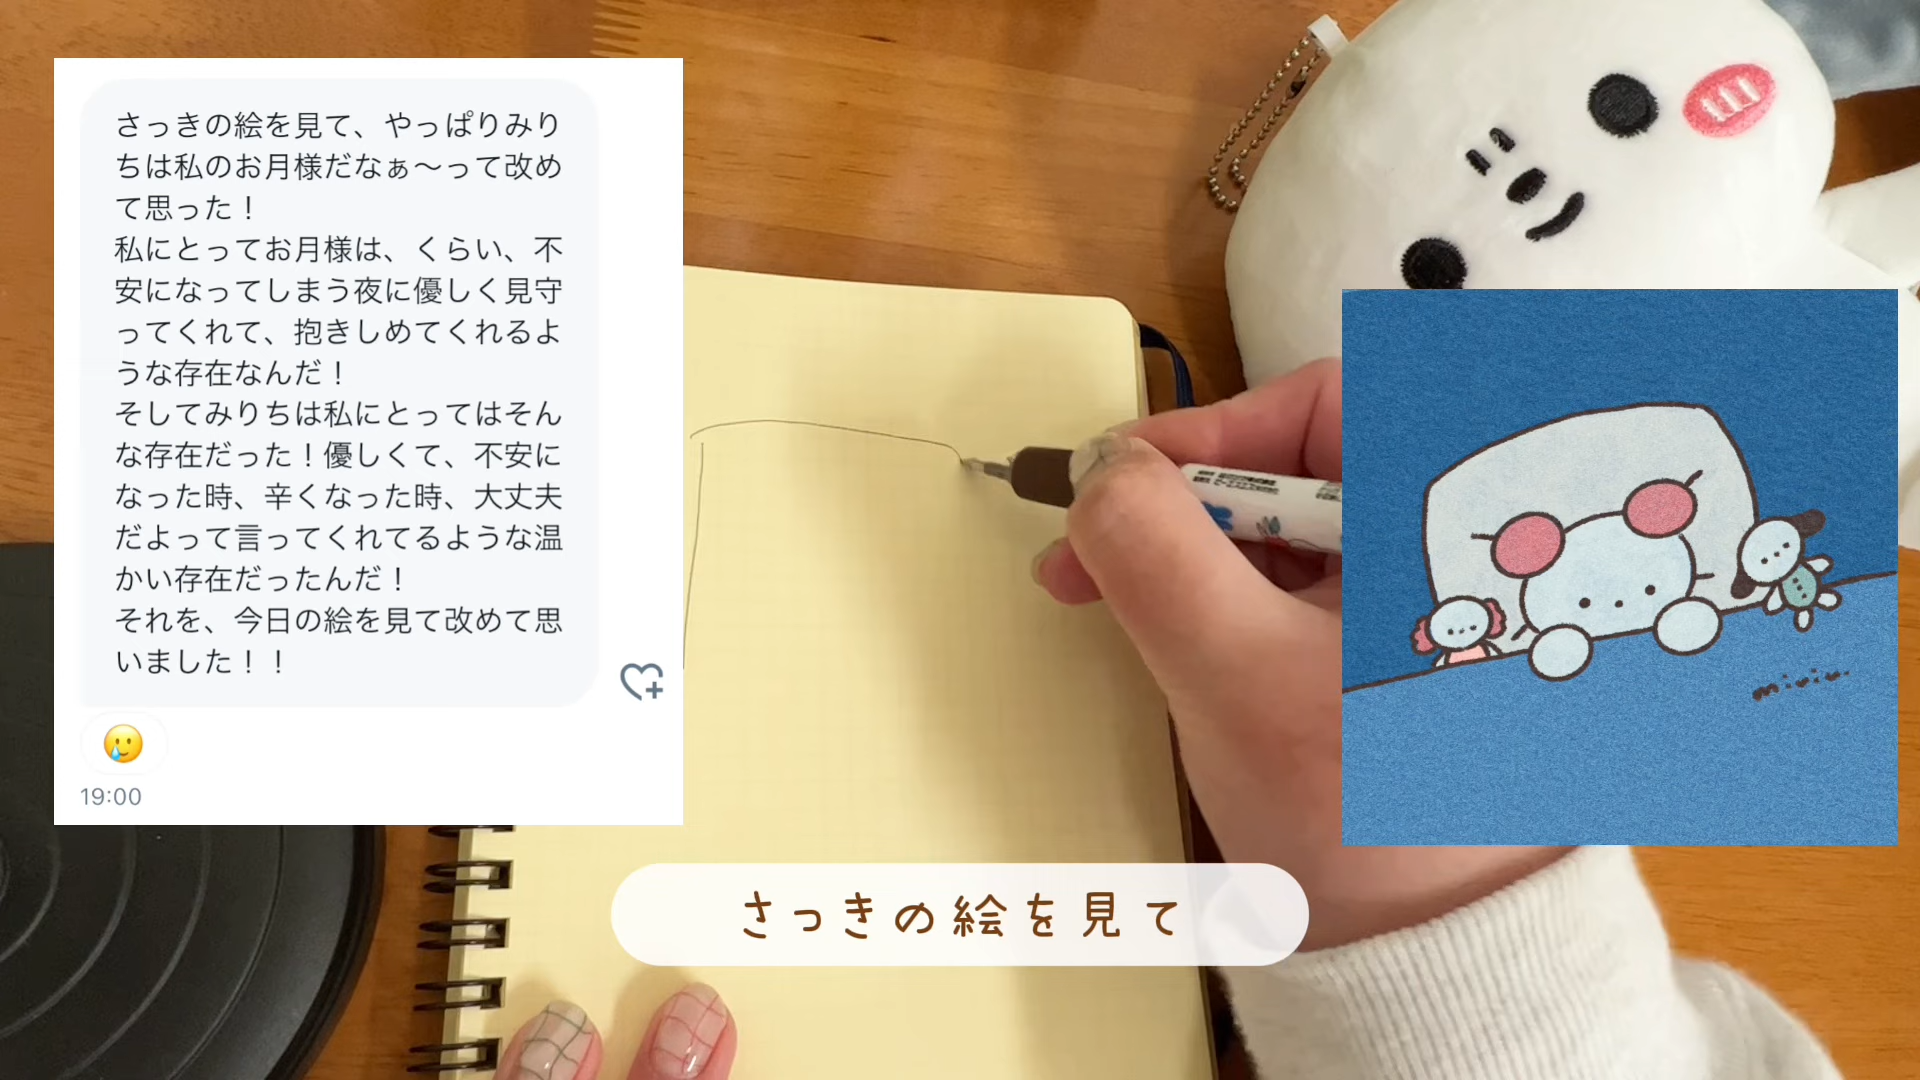 さっきの絵を見て、やっぱりみり
ちは私のお月様だなぁ〜って改め
て思った！
私にとってお月様は、くらい、不
安になってしまう夜に優しく見守
ってくれて、抱きしめてくれるよ
うな存在なんだ！
そしてみりちは私にとってはそん
な存在だった！優しくて、不安に
なった時、辛くなった時、大丈夫
だよって言ってくれてるような温
かい存在だったんだ！
それを、今日の絵を見て改めて思
いました！！
19:00
さっきの絵を見て